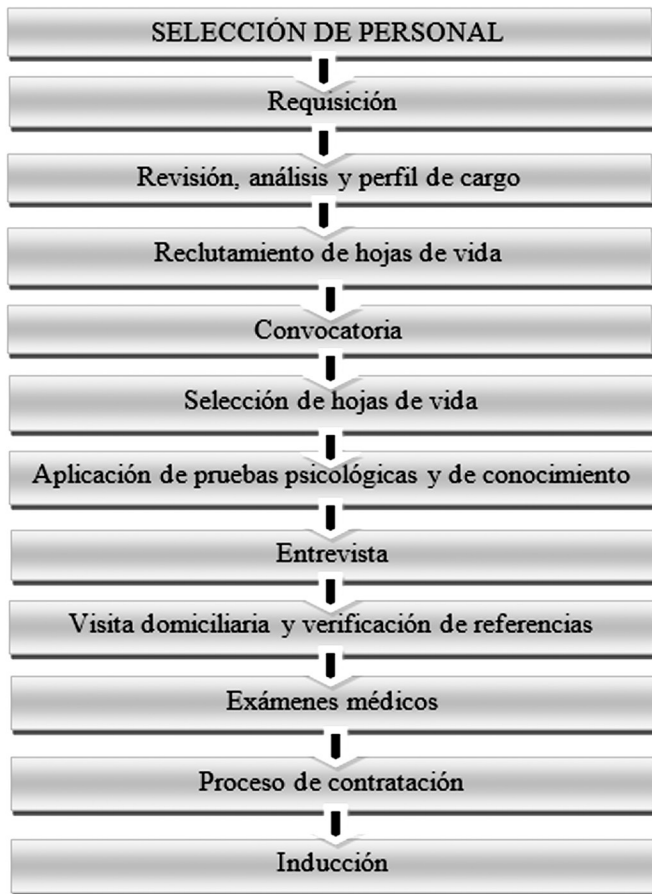 SELECCIÓN DE PERSONAL
Requisición
Revisión, análisis y perfil de cargo
Reclutamiento de hojas de vida
Convocatoria
Selección de hojas de vida
Aplicación de pruebas psicológicas y de conocimiento
Entrevista
Visita domiciliaria y verificación de referencias
Exámenes médicos
Proceso de contratación
Inducción